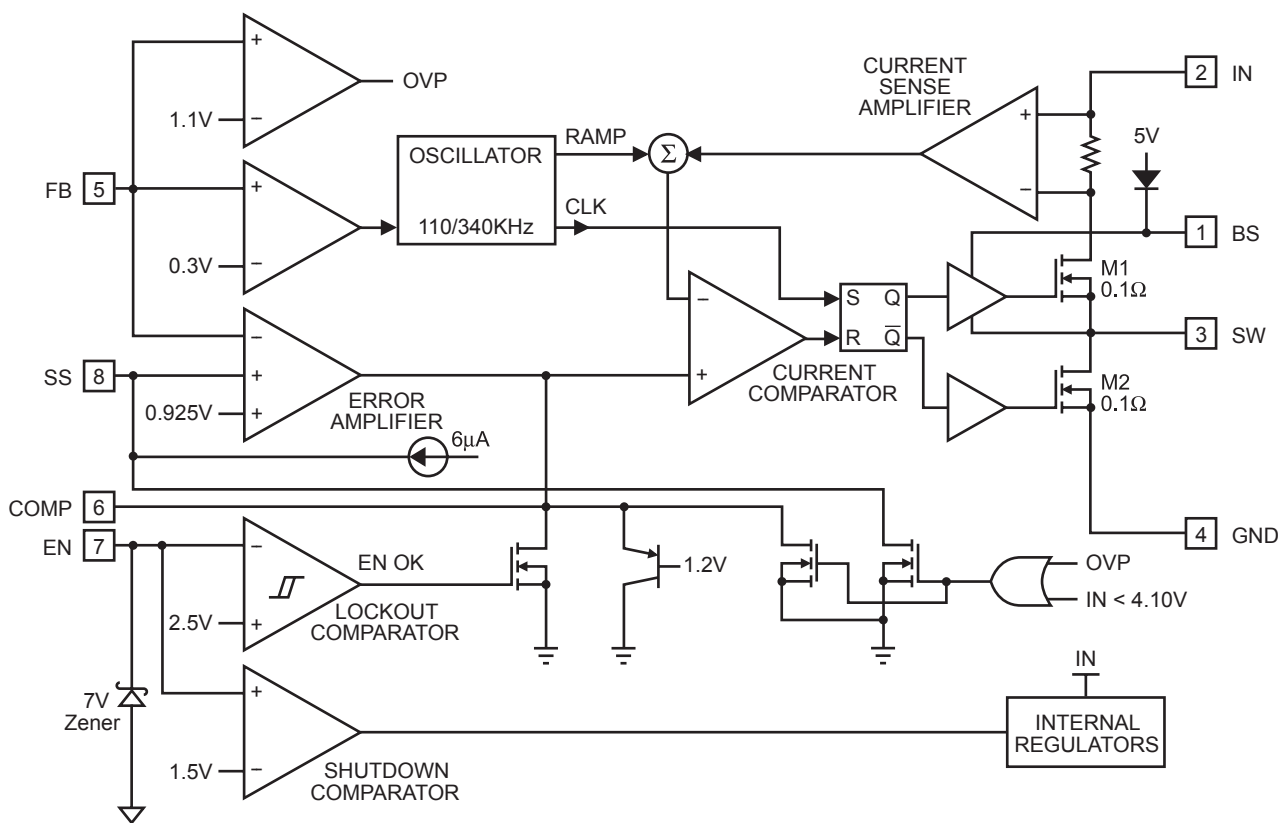 +
OVP
1.1V
−
CURRENT
SENSE
AMPLIFIER
2
IN
+
−
5V
OSCILLATOR
110/340KHz
RAMP
Σ
CLK
FB
5
+
0.3V
−
1
BS
M1
0.1Ω
−
S
Q
R
Q̅
+
CURRENT
COMPARATOR
3
SW
M2
0.1Ω
−
SS
8
+
0.925V
+
ERROR
AMPLIFIER
6µA
COMP
6
EN
7
−
EN OK
2.5V
+
LOCKOUT
COMPARATOR
1.2V
4
GND
OVP
IN < 4.10V
7V
Zener
+
1.5V
−
SHUTDOWN
COMPARATOR
IN
INTERNAL
REGULATORS